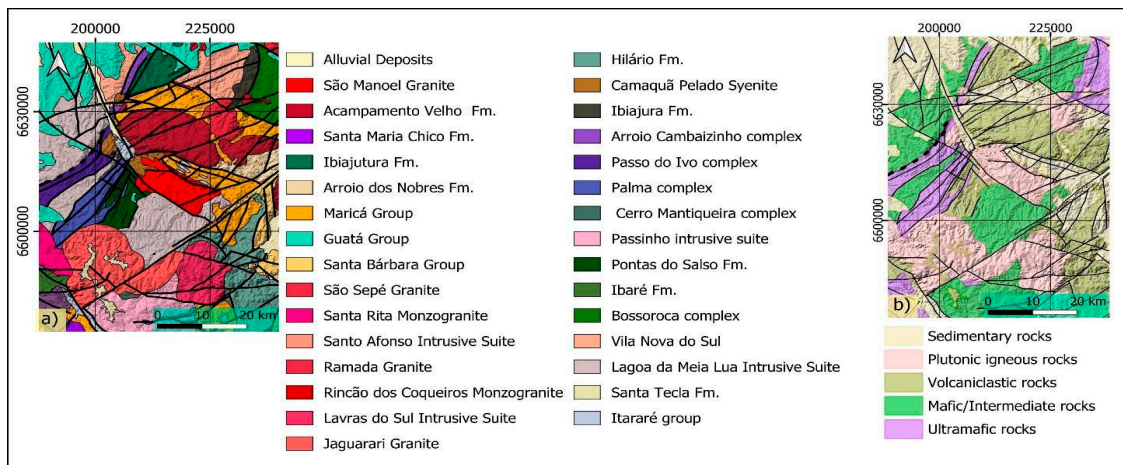 200000 225000
6630000
6600000
a)
0 10 20 km
Alluvial Deposits
São Manoel Granite
Acampamento Velho Fm.
Santa Maria Chico Fm.
Ibiajutura Fm.
Arroio dos Nobres Fm.
Maricá Group
Guatá Group
Santa Bárbara Group
São Sepé Granite
Santa Rita Monzogranite
Santo Afonso Intrusive Suite
Ramada Granite
Rincão dos Coqueiros Monzogranite
Lavras do Sul Intrusive Suite
Jaguarari Granite
Hilário Fm.
Camaquã Pelado Syenite
Ibiajura Fm.
Arroio Cambaizinho complex
Passo do Ivo complex
Palma complex
Cerro Mantiqueira complex
Passinho intrusive suite
Pontas do Salso Fm.
Ibaré Fm.
Bossoroca complex
Vila Nova do Sul
Lagoa da Meia Lua Intrusive Suite
Santa Tecla Fm.
Itararé group
200000 225000
6630000
6600000
b)
0 10 20 km
Sedimentary rocks
Plutonic igneous rocks
Volcaniclastic rocks
Mafic/Intermediate rocks
Ultramafic rocks